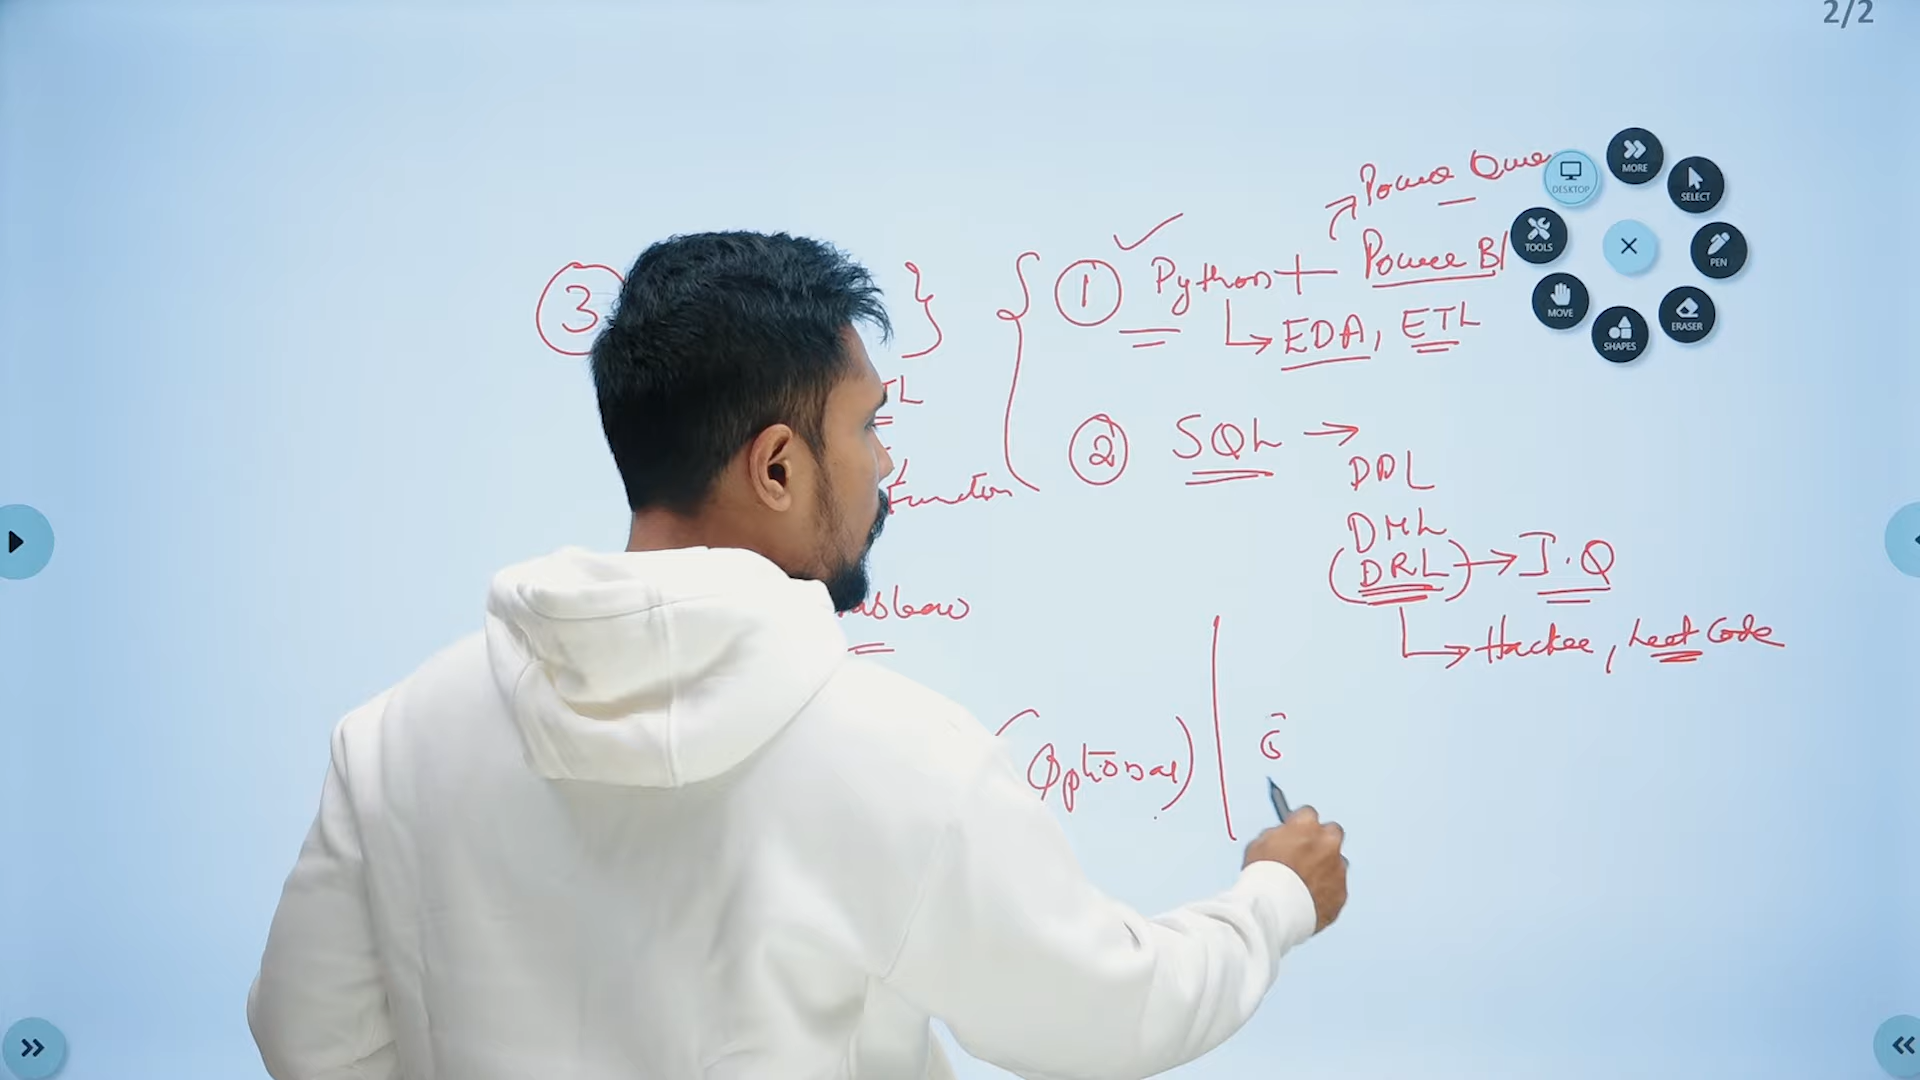 2/2
MORE
DESKTOP
SELECT
TOOLS
PEN
MOVE
ERASER
SHAPES
Power
3
1 Python + Power BI
EDA, ETL
2 SQL →
DDL
DML
(DRL) → I.Q
Hacker, Leet Code
Function
(Optional)